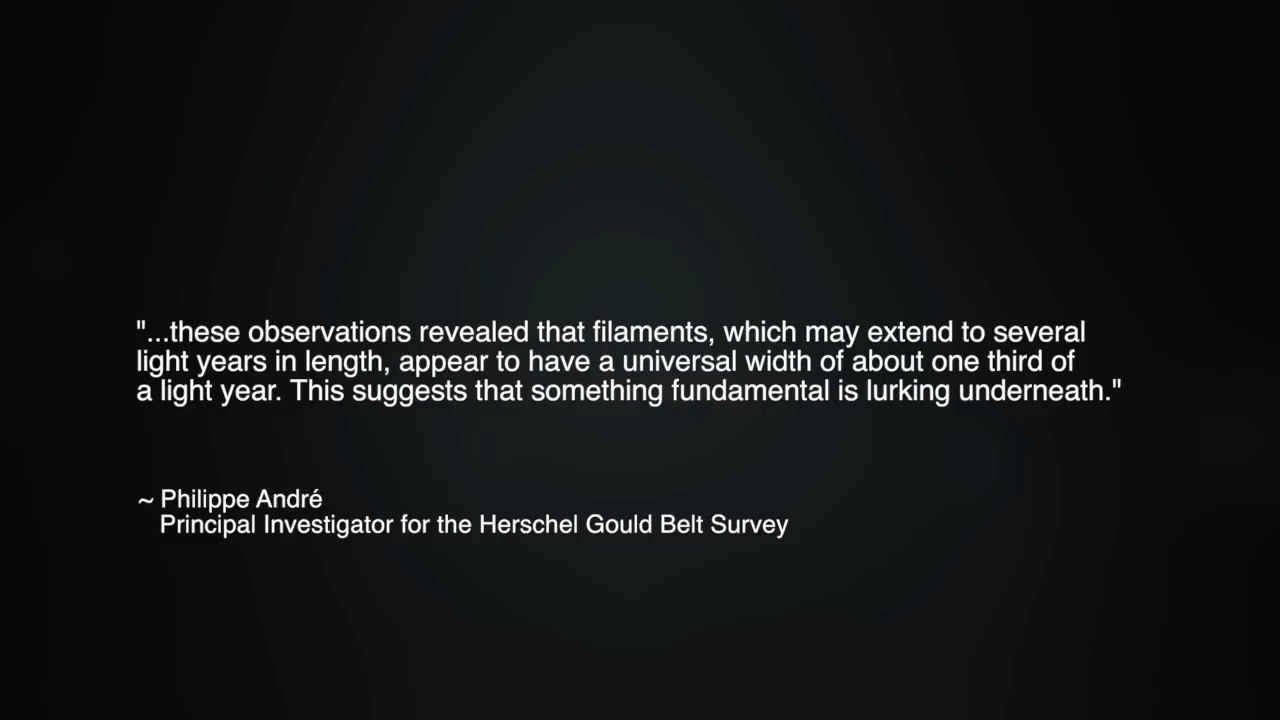 "...these observations revealed that filaments, which may extend to several
light years in length, appear to have a universal width of about one third of
a light year. This suggests that something fundamental is lurking underneath."
~ Philippe André
Principal Investigator for the Herschel Gould Belt Survey